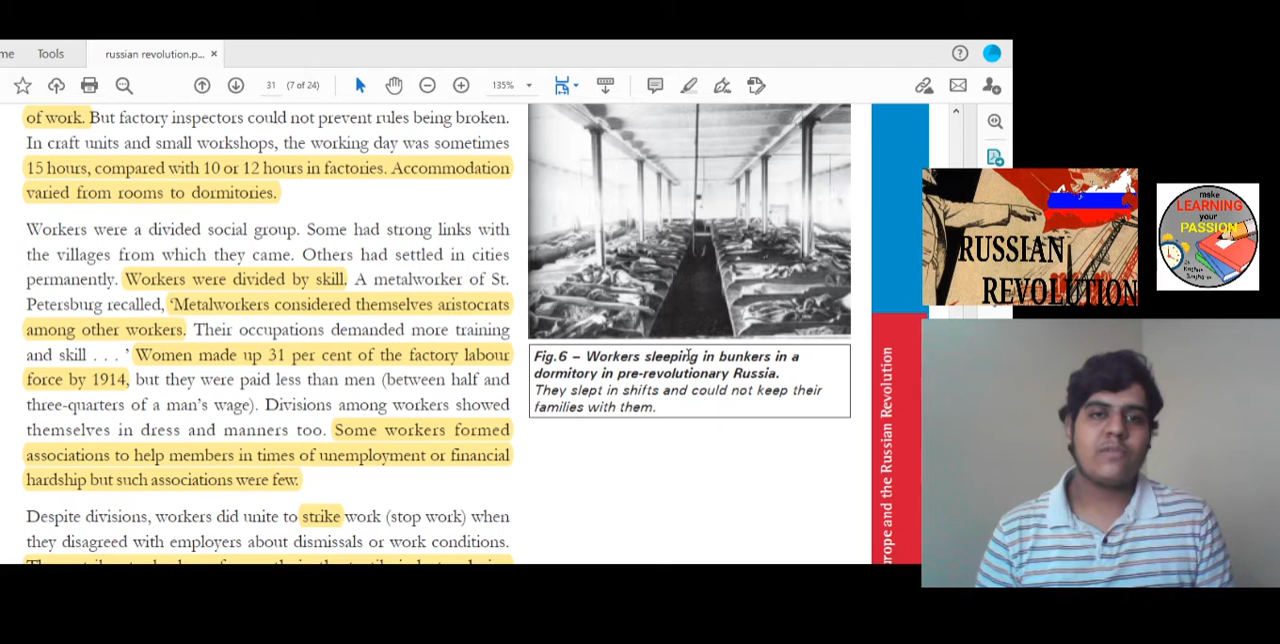 me Tools russian revolution.p... ×
31 (7 of 24) 135%
of work. But factory inspectors could not prevent rules being broken.
In craft units and small workshops, the working day was sometimes
15 hours, compared with 10 or 12 hours in factories. Accommodation
varied from rooms to dormitories.
Workers were a divided social group. Some had strong links with
the villages from which they came. Others had settled in cities
permanently. Workers were divided by skill. A metalworker of St.
Petersburg recalled, ‘Metalworkers considered themselves aristocrats
among other workers. Their occupations demanded more training
and skill . . . ’ Women made up 31 per cent of the factory labour
force by 1914, but they were paid less than men (between half and
three-quarters of a man’s wage). Divisions among workers showed
themselves in dress and manners too. Some workers formed
associations to help members in times of unemployment or financial
hardship but such associations were few.
Despite divisions, workers did unite to strike work (stop work) when
they disagreed with employers about dismissals or work conditions.
Fig.6 – Workers sleeping in bunkers in a
dormitory in pre-revolutionary Russia.
They slept in shifts and could not keep their
families with them.
urope and the Russian Revolution
RUSSIAN
REVOLUTION
make
LEARNING
your
PASSION